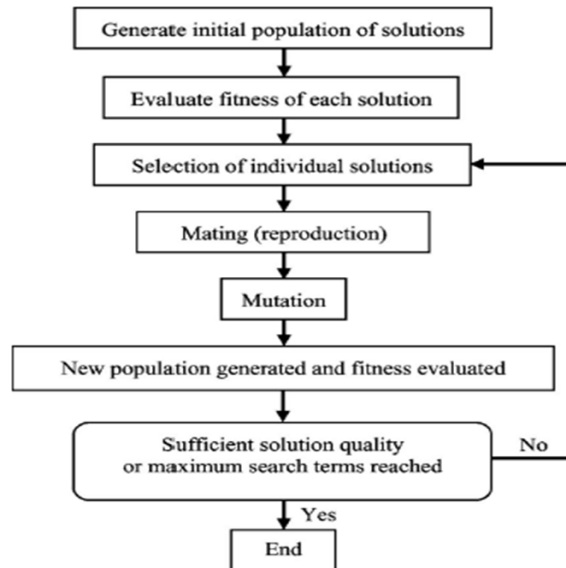 Generate initial population of solutions
Evaluate fitness of each solution
Selection of individual solutions
Mating (reproduction)
Mutation
New population generated and fitness evaluated
Sufficient solution quality
or maximum search terms reached
No
Yes
End